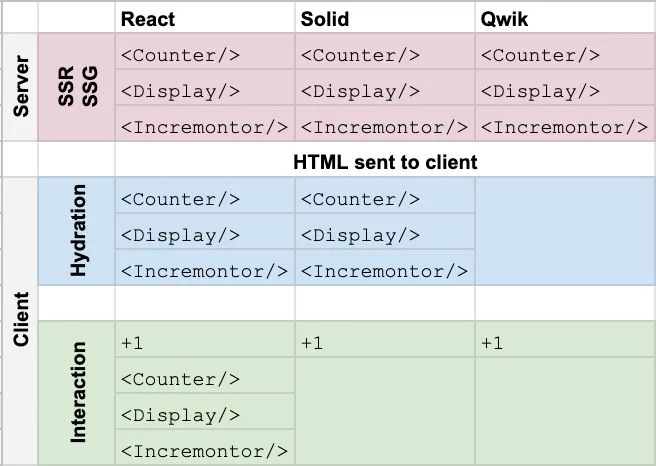 React Solid Qwik
Server
SSR
SSG
<Counter/> <Counter/> <Counter/>
<Display/> <Display/> <Display/>
<Incremontor/> <Incremontor/> <Incremontor/>
HTML sent to client
Client
Hydration
<Counter/> <Counter/>
<Display/> <Display/>
<Incremontor/> <Incremontor/>
Interaction
+1 +1 +1
<Counter/>
<Display/>
<Incremontor/>